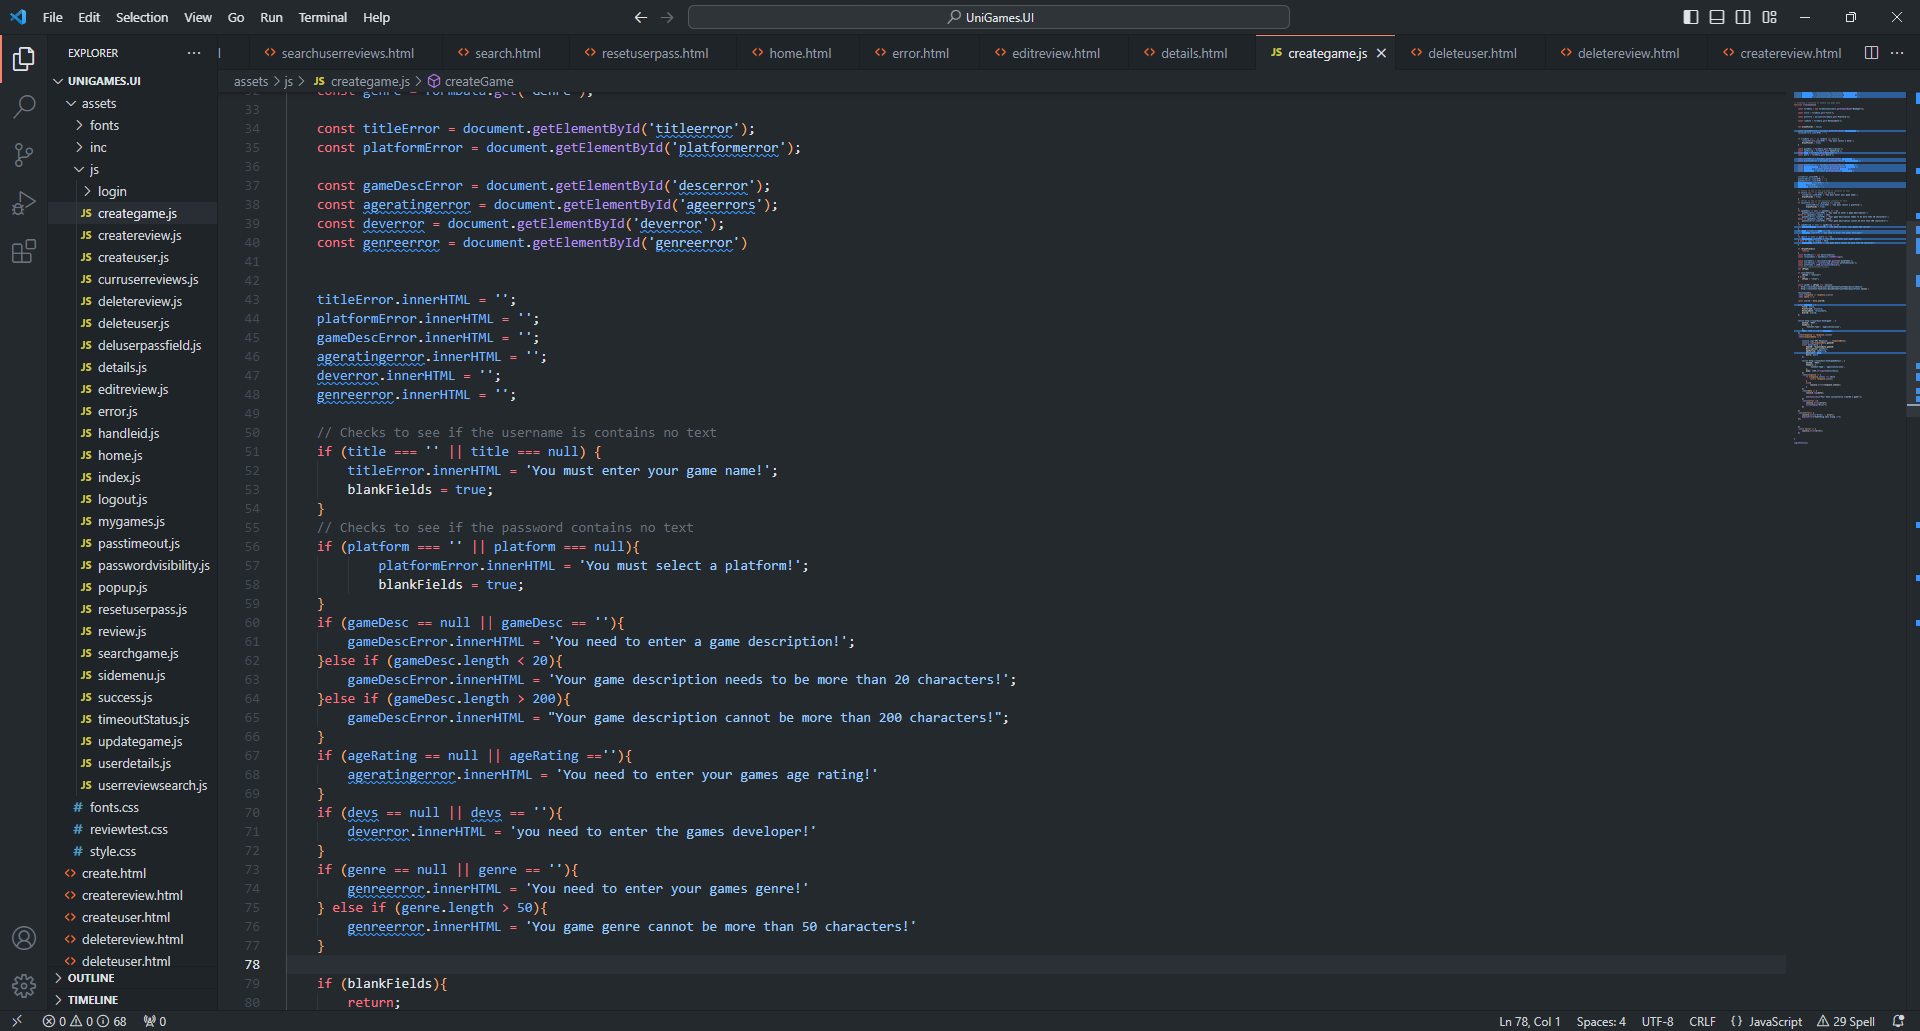 File Edit Selection View Go Run Terminal Help
UniGames.UI
EXPLORER
searchuserreviews.html
search.html
resetuserpass.html
home.html
error.html
editreview.html
details.html
JS creategame.js
deleteuser.html
deletereview.html
createreview.html
UNIGAMES.UI
assets > js > JS creategame.js > createGame
assets
fonts
inc
js
login
JS creategame.js
JS createreview.js
JS createuser.js
JS curruserreviews.js
JS deletereview.js
JS deleteuser.js
JS deluserpassfield.js
JS details.js
JS editreview.js
JS error.js
JS handleid.js
JS home.js
JS index.js
JS logout.js
JS mygames.js
JS passtimeout.js
JS passwordvisibility.js
JS popup.js
JS resetuserpass.js
JS review.js
JS searchgame.js
JS sidemenu.js
JS success.js
JS timeoutStatus.js
JS updategame.js
JS userdetails.js
JS userreviewsearch.js
# fonts.css
# reviewtest.css
# style.css
create.html
createreview.html
createuser.html
deletereview.html
deleteuser.html
OUTLINE
TIMELINE
const genre = formData.get('Genre');
33
34 const titleError = document.getElementById('titleerror');
35 const platformError = document.getElementById('platformerror');
36
37 const gameDescError = document.getElementById('descerror');
38 const ageratingerror = document.getElementById('ageerrors');
39 const deverror = document.getElementById('deverror');
40 const genreerror = document.getElementById('genreerror')
41
42
43 titleError.innerHTML = '';
44 platformError.innerHTML = '';
45 gameDescError.innerHTML = '';
46 ageratingerror.innerHTML = '';
47 deverror.innerHTML = '';
48 genreerror.innerHTML = '';
49
50 // Checks to see if the username is contains no text
51 if (title === '' || title === null) {
52 titleError.innerHTML = 'You must enter your game name!';
53 blankFields = true;
54 }
55 // Checks to see if the password contains no text
56 if (platform === '' || platform === null){
57 platformError.innerHTML = 'You must select a platform!';
58 blankFields = true;
59 }
60 if (gameDesc == null || gameDesc == ''){
61 gameDescError.innerHTML = 'You need to enter a game description!';
62 }else if (gameDesc.length < 20){
63 gameDescError.innerHTML = 'Your game description needs to be more than 20 characters!';
64 }else if (gameDesc.length > 200){
65 gameDescError.innerHTML = "Your game description cannot be more than 200 characters!";
66 }
67 if (ageRating == null || ageRating ==''){
68 ageratingerror.innerHTML = 'You need to enter your games age rating!'
69 }
70 if (devs == null || devs == ''){
71 deverror.innerHTML = 'you need to enter the games developer!'
72 }
73 if (genre == null || genre == ''){
74 genreerror.innerHTML = 'You need to enter your games genre!'
75 } else if (genre.length > 50){
76 genreerror.innerHTML = 'You game genre cannot be more than 50 characters!'
77 }
78
79 if (blankFields){
80 return;
0 0 68 0
Ln 78, Col 1 Spaces: 4 UTF-8 CRLF {} JavaScript 29 Spell